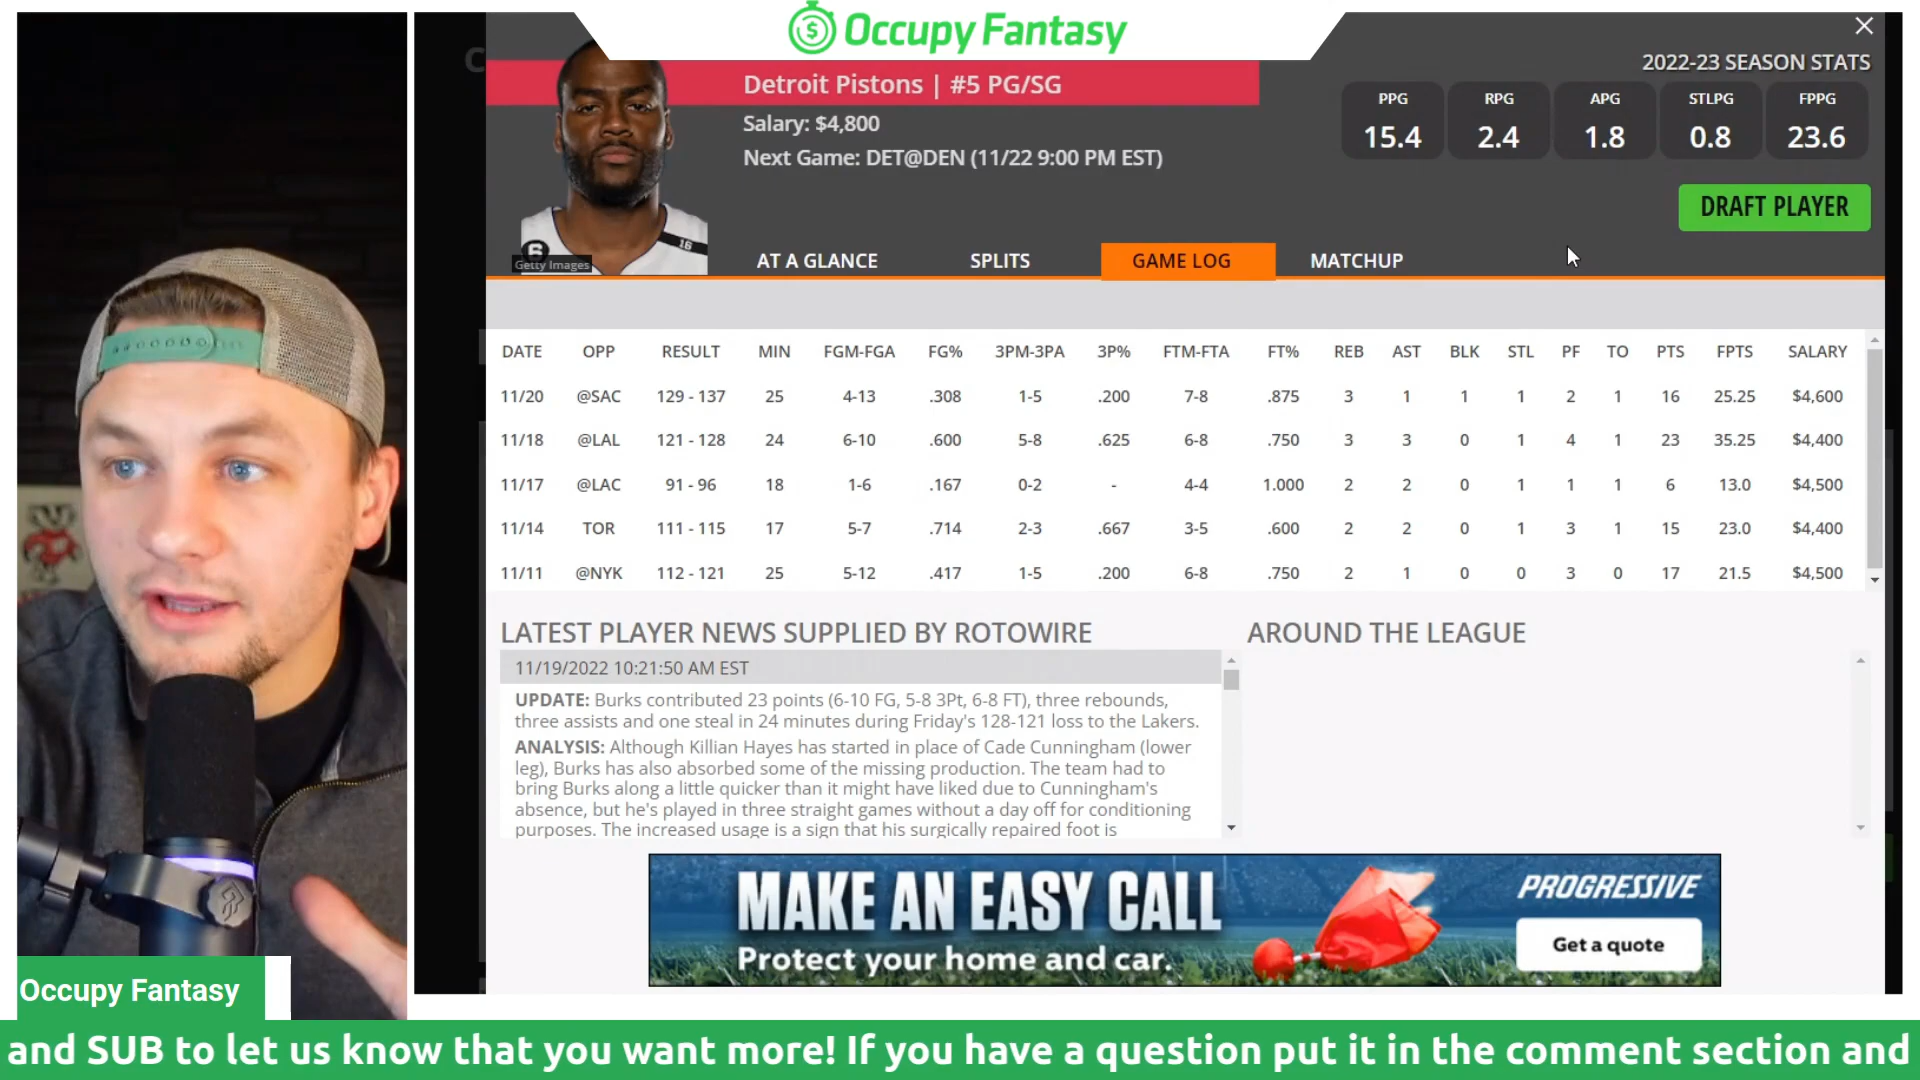 Occupy Fantasy
2022-23 SEASON STATS
Detroit Pistons | #5 PG/SG
Salary: $4,800
Next Game: DET@DEN (11/22 9:00 PM EST)
PPG RPG APG STLPG FPPG
15.4 2.4 1.8 0.8 23.6
DRAFT PLAYER
6
16
Getty Images
AT A GLANCE SPLITS GAME LOG MATCHUP
DATE OPP RESULT MIN FGM-FGA FG% 3PM-3PA 3P% FTM-FTA FT% REB AST BLK STL PF TO PTS FPTS SALARY
11/20 @SAC 129 - 137 25 4-13 .308 1-5 .200 7-8 .875 3 1 1 1 2 1 16 25.25 $4,600
11/18 @LAL 121 - 128 24 6-10 .600 5-8 .625 6-8 .750 3 3 0 1 4 1 23 35.25 $4,400
11/17 @LAC 91 - 96 18 1-6 .167 0-2 - 4-4 1.000 2 2 0 1 1 1 6 13.0 $4,500
11/14 TOR 111 - 115 17 5-7 .714 2-3 .667 3-5 .600 2 2 0 1 3 1 15 23.0 $4,400
11/11 @NYK 112 - 121 25 5-12 .417 1-5 .200 6-8 .750 2 1 0 0 3 0 17 21.5 $4,500
LATEST PLAYER NEWS SUPPLIED BY ROTOWIRE
11/19/2022 10:21:50 AM EST
UPDATE: Burks contributed 23 points (6-10 FG, 5-8 3Pt, 6-8 FT), three rebounds,
three assists and one steal in 24 minutes during Friday's 128-121 loss to the Lakers.
ANALYSIS: Although Killian Hayes has started in place of Cade Cunningham (lower
leg), Burks has also absorbed some of the missing production. The team had to
bring Burks along a little quicker than it might have liked due to Cunningham's
absence, but he's played in three straight games without a day off for conditioning
purposes. The increased usage is a sign that his surgically repaired foot is
AROUND THE LEAGUE
MAKE AN EASY CALL
Protect your home and car.
PROGRESSIVE
Get a quote
Occupy Fantasy
and SUB to let us know that you want more! If you have a question put it in the comment section and